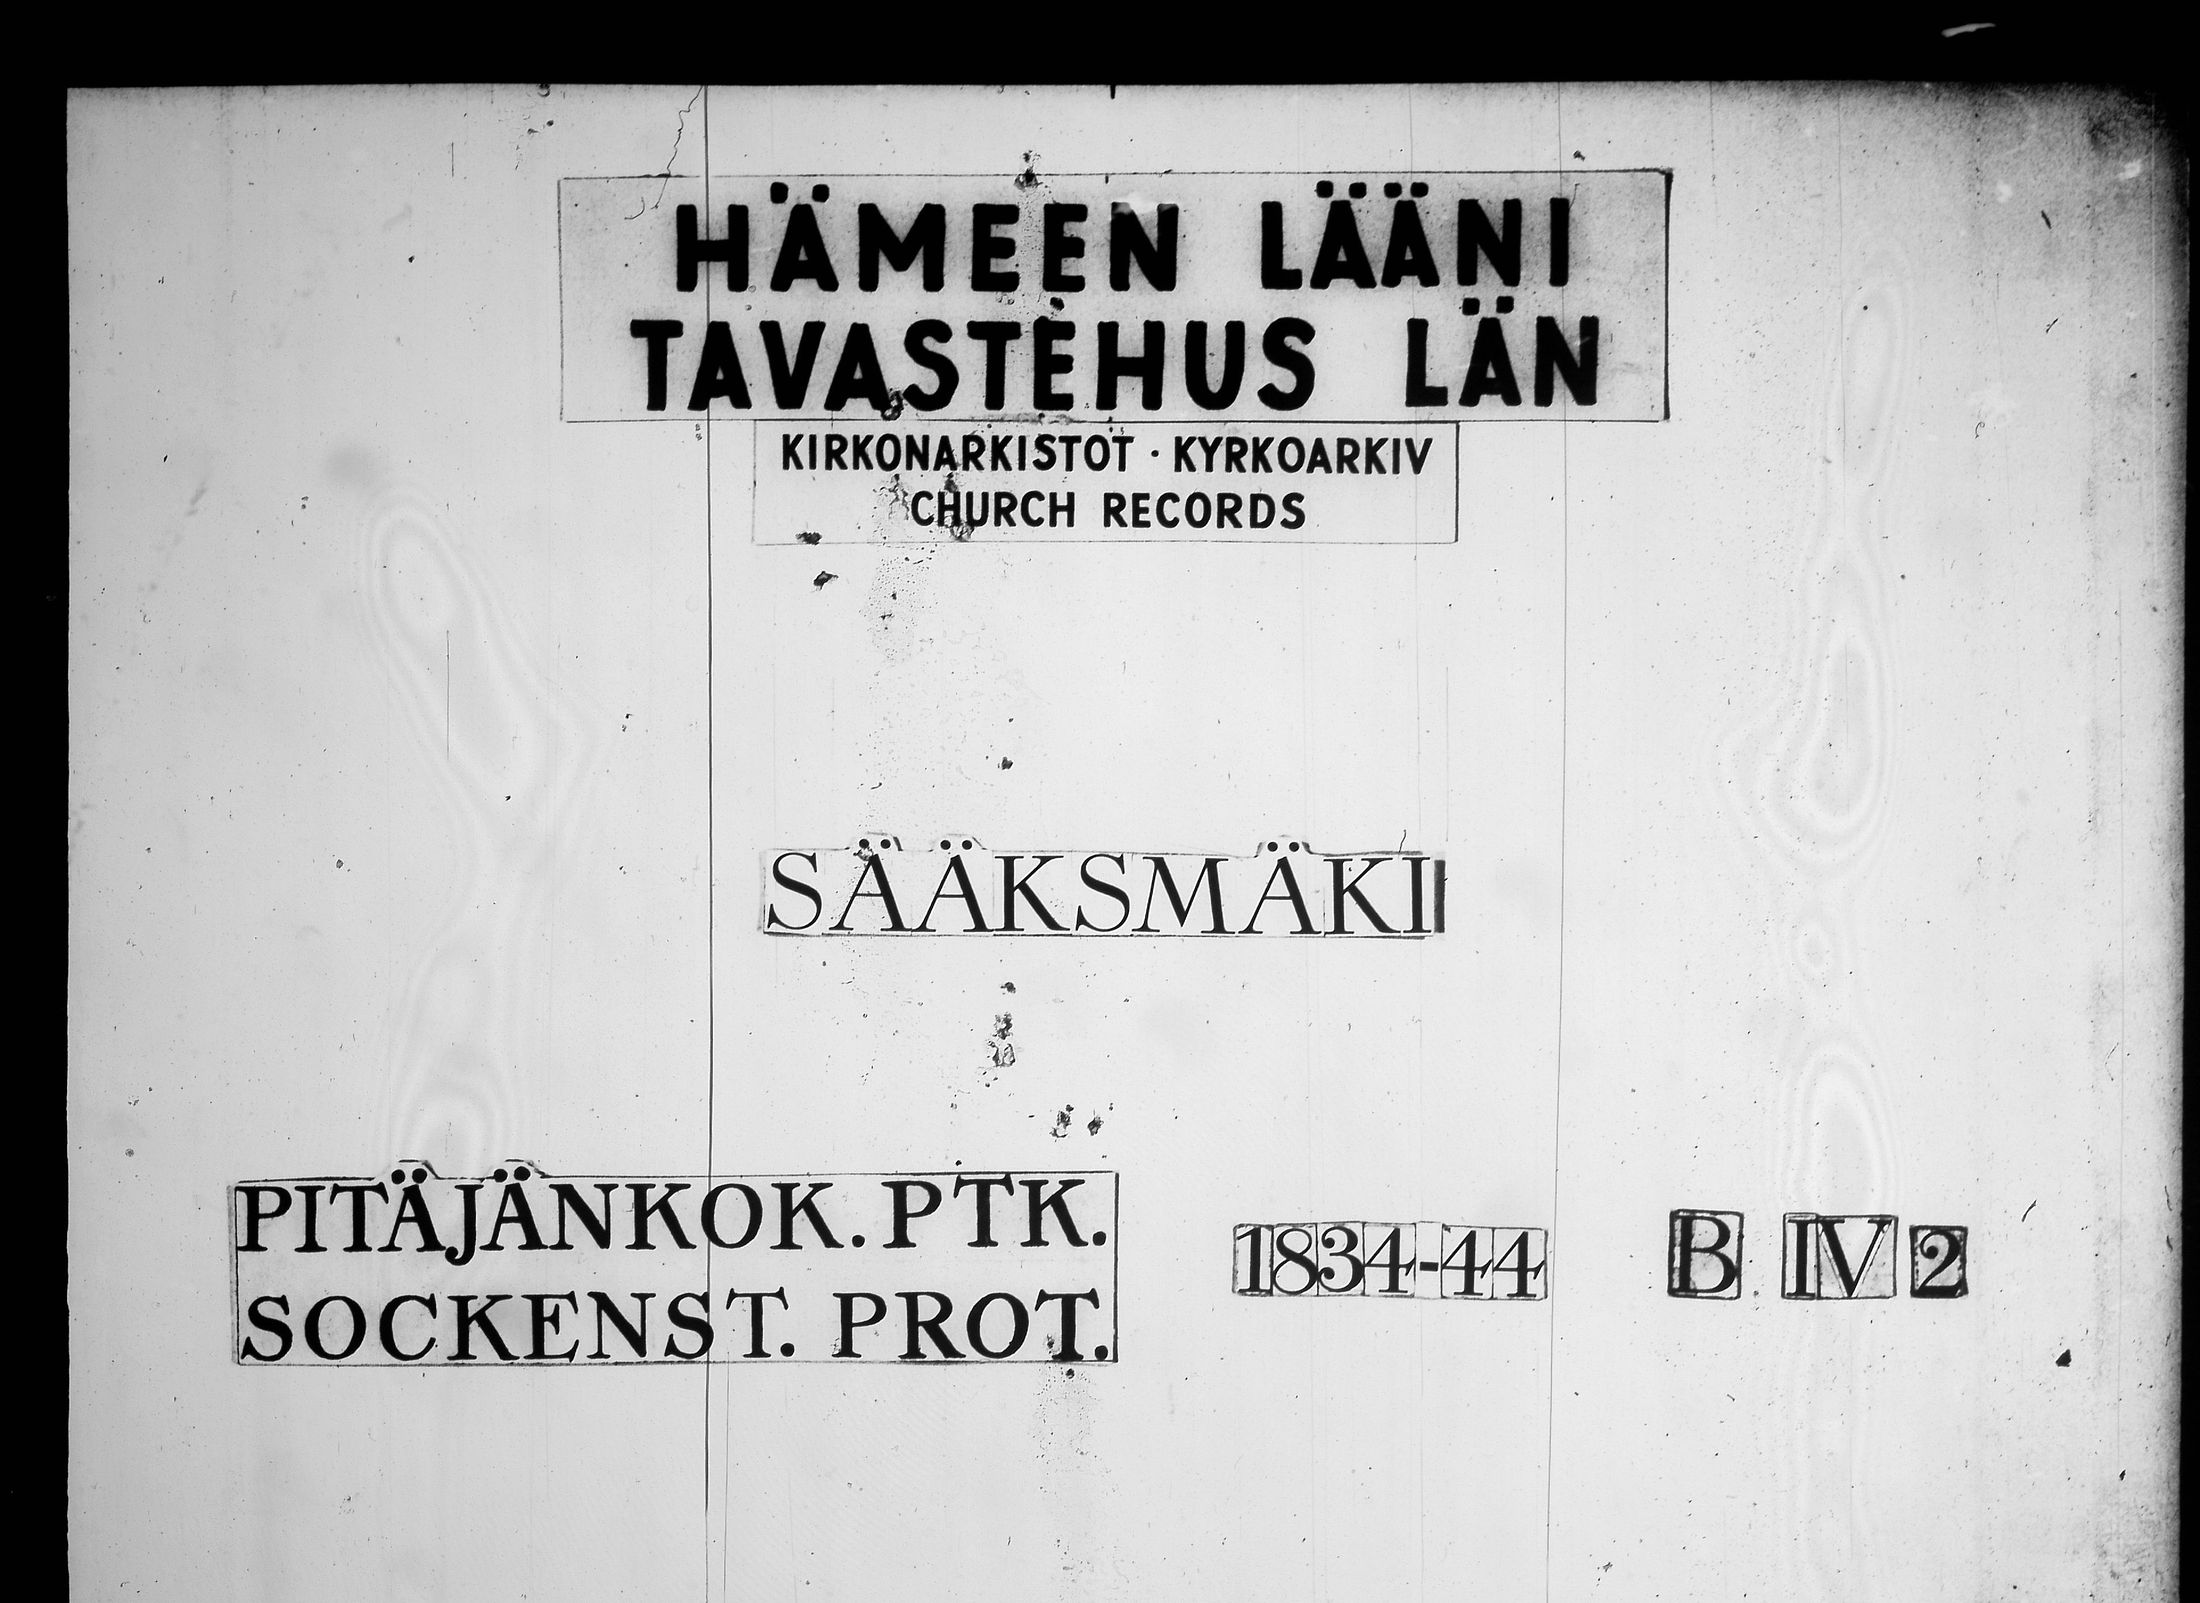 HÄMEEN LÄÄNI
TAVASTEHUS LÄN
KIRKONARKISTOT · KYRKOARKIV
CHURCH RECORDS
SÄÄKSMÄKI
PITÄJÄNKOK. PTK.
SOCKENST. PROT.
1834-44 B IV 2